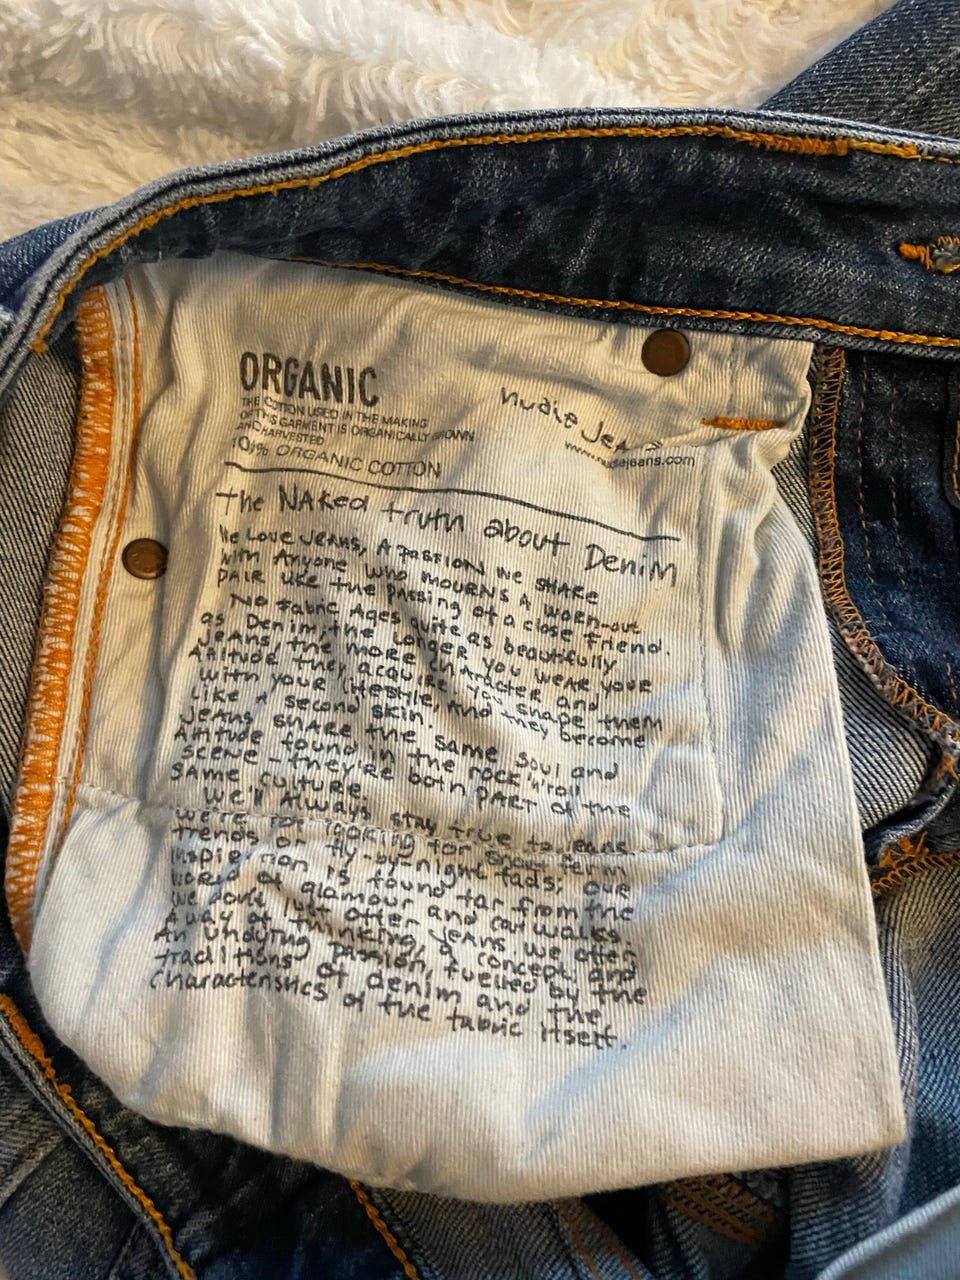 ORGANIC
THE COTTON USED IN THE MAKING
OF THIS GARMENT IS ORGANICALLY GROWN
AND HARVESTED
100% ORGANIC COTTON
Nudie Jeans
www.nudiejeans.com
The NAKed truth about DeniM
We Love JeANS, A PASSION we SHARE
with Anyone who mourns A worn-out
PAIR like the passing of a close friend.
No fabric Ages quite as beautifully
as Denim, the Longer you weAr your
JeANS, the more chArActer and
Attitude they acquire. You shape them
with your lifestyle, AND they become
Like A second skin.
JeANS SHARE the same soul and
Attitude found in the rock'n'roll
scene - they're both PART of the
same culture.
We'll Always stay true to jeans.
we're not looking for short term
trends or fly-by-night fads; our
Inspiration is found far from the
World of glamour and catwalks.
We don't just offer jeans, we offer
A way of thinking, a concept and
An Undying passion, fuelled by the
traditions of denim and the
characteristics of the fabric itself.